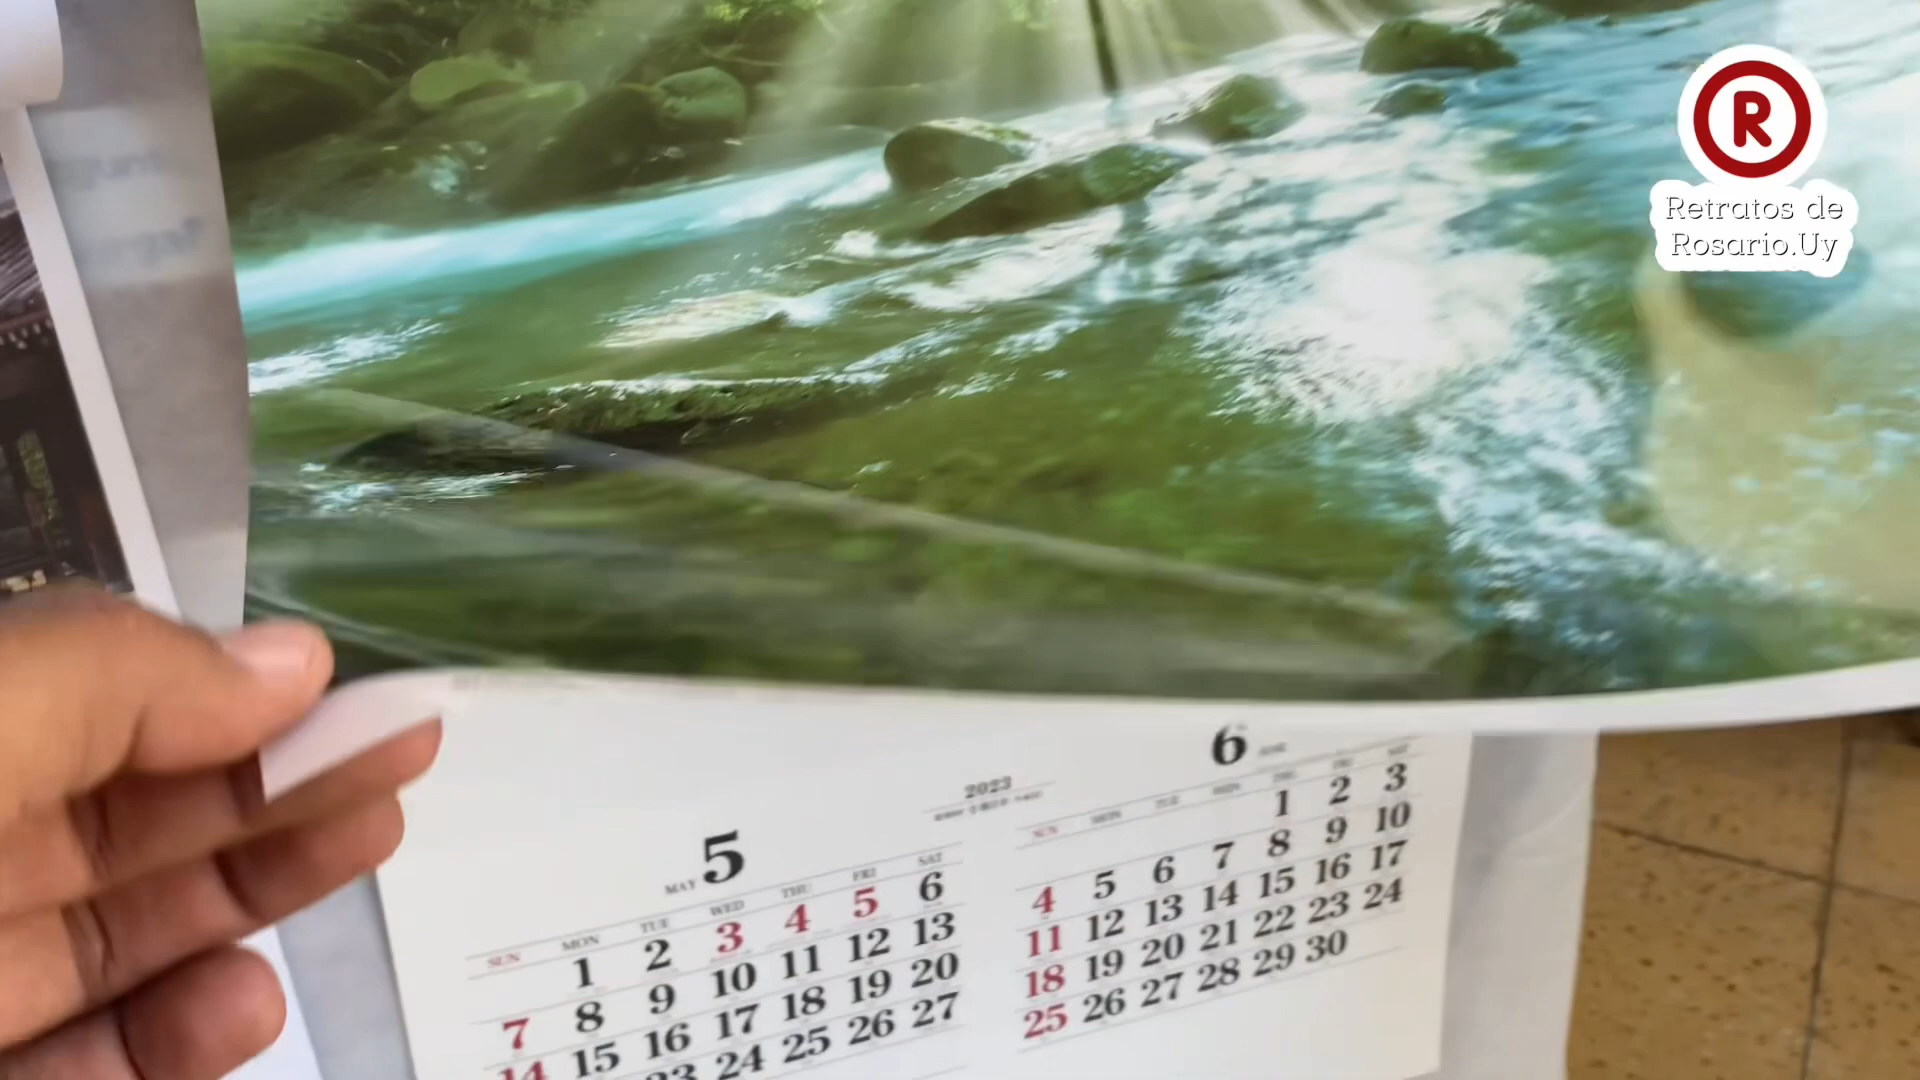 R
Retratos de
Rosario.Uy
2023
MAY 5
SUN MON TUE WED THU FRI SAT
1 2 3 4 5 6
7 8 9 10 11 12 13
14 15 16 17 18 19 20
23 24 25 26 27
6
SUN MON TUE THU FRI SAT
1 2 3
4 5 6 7 8 9 10
11 12 13 14 15 16 17
18 19 20 21 22 23 24
25 26 27 28 29 30